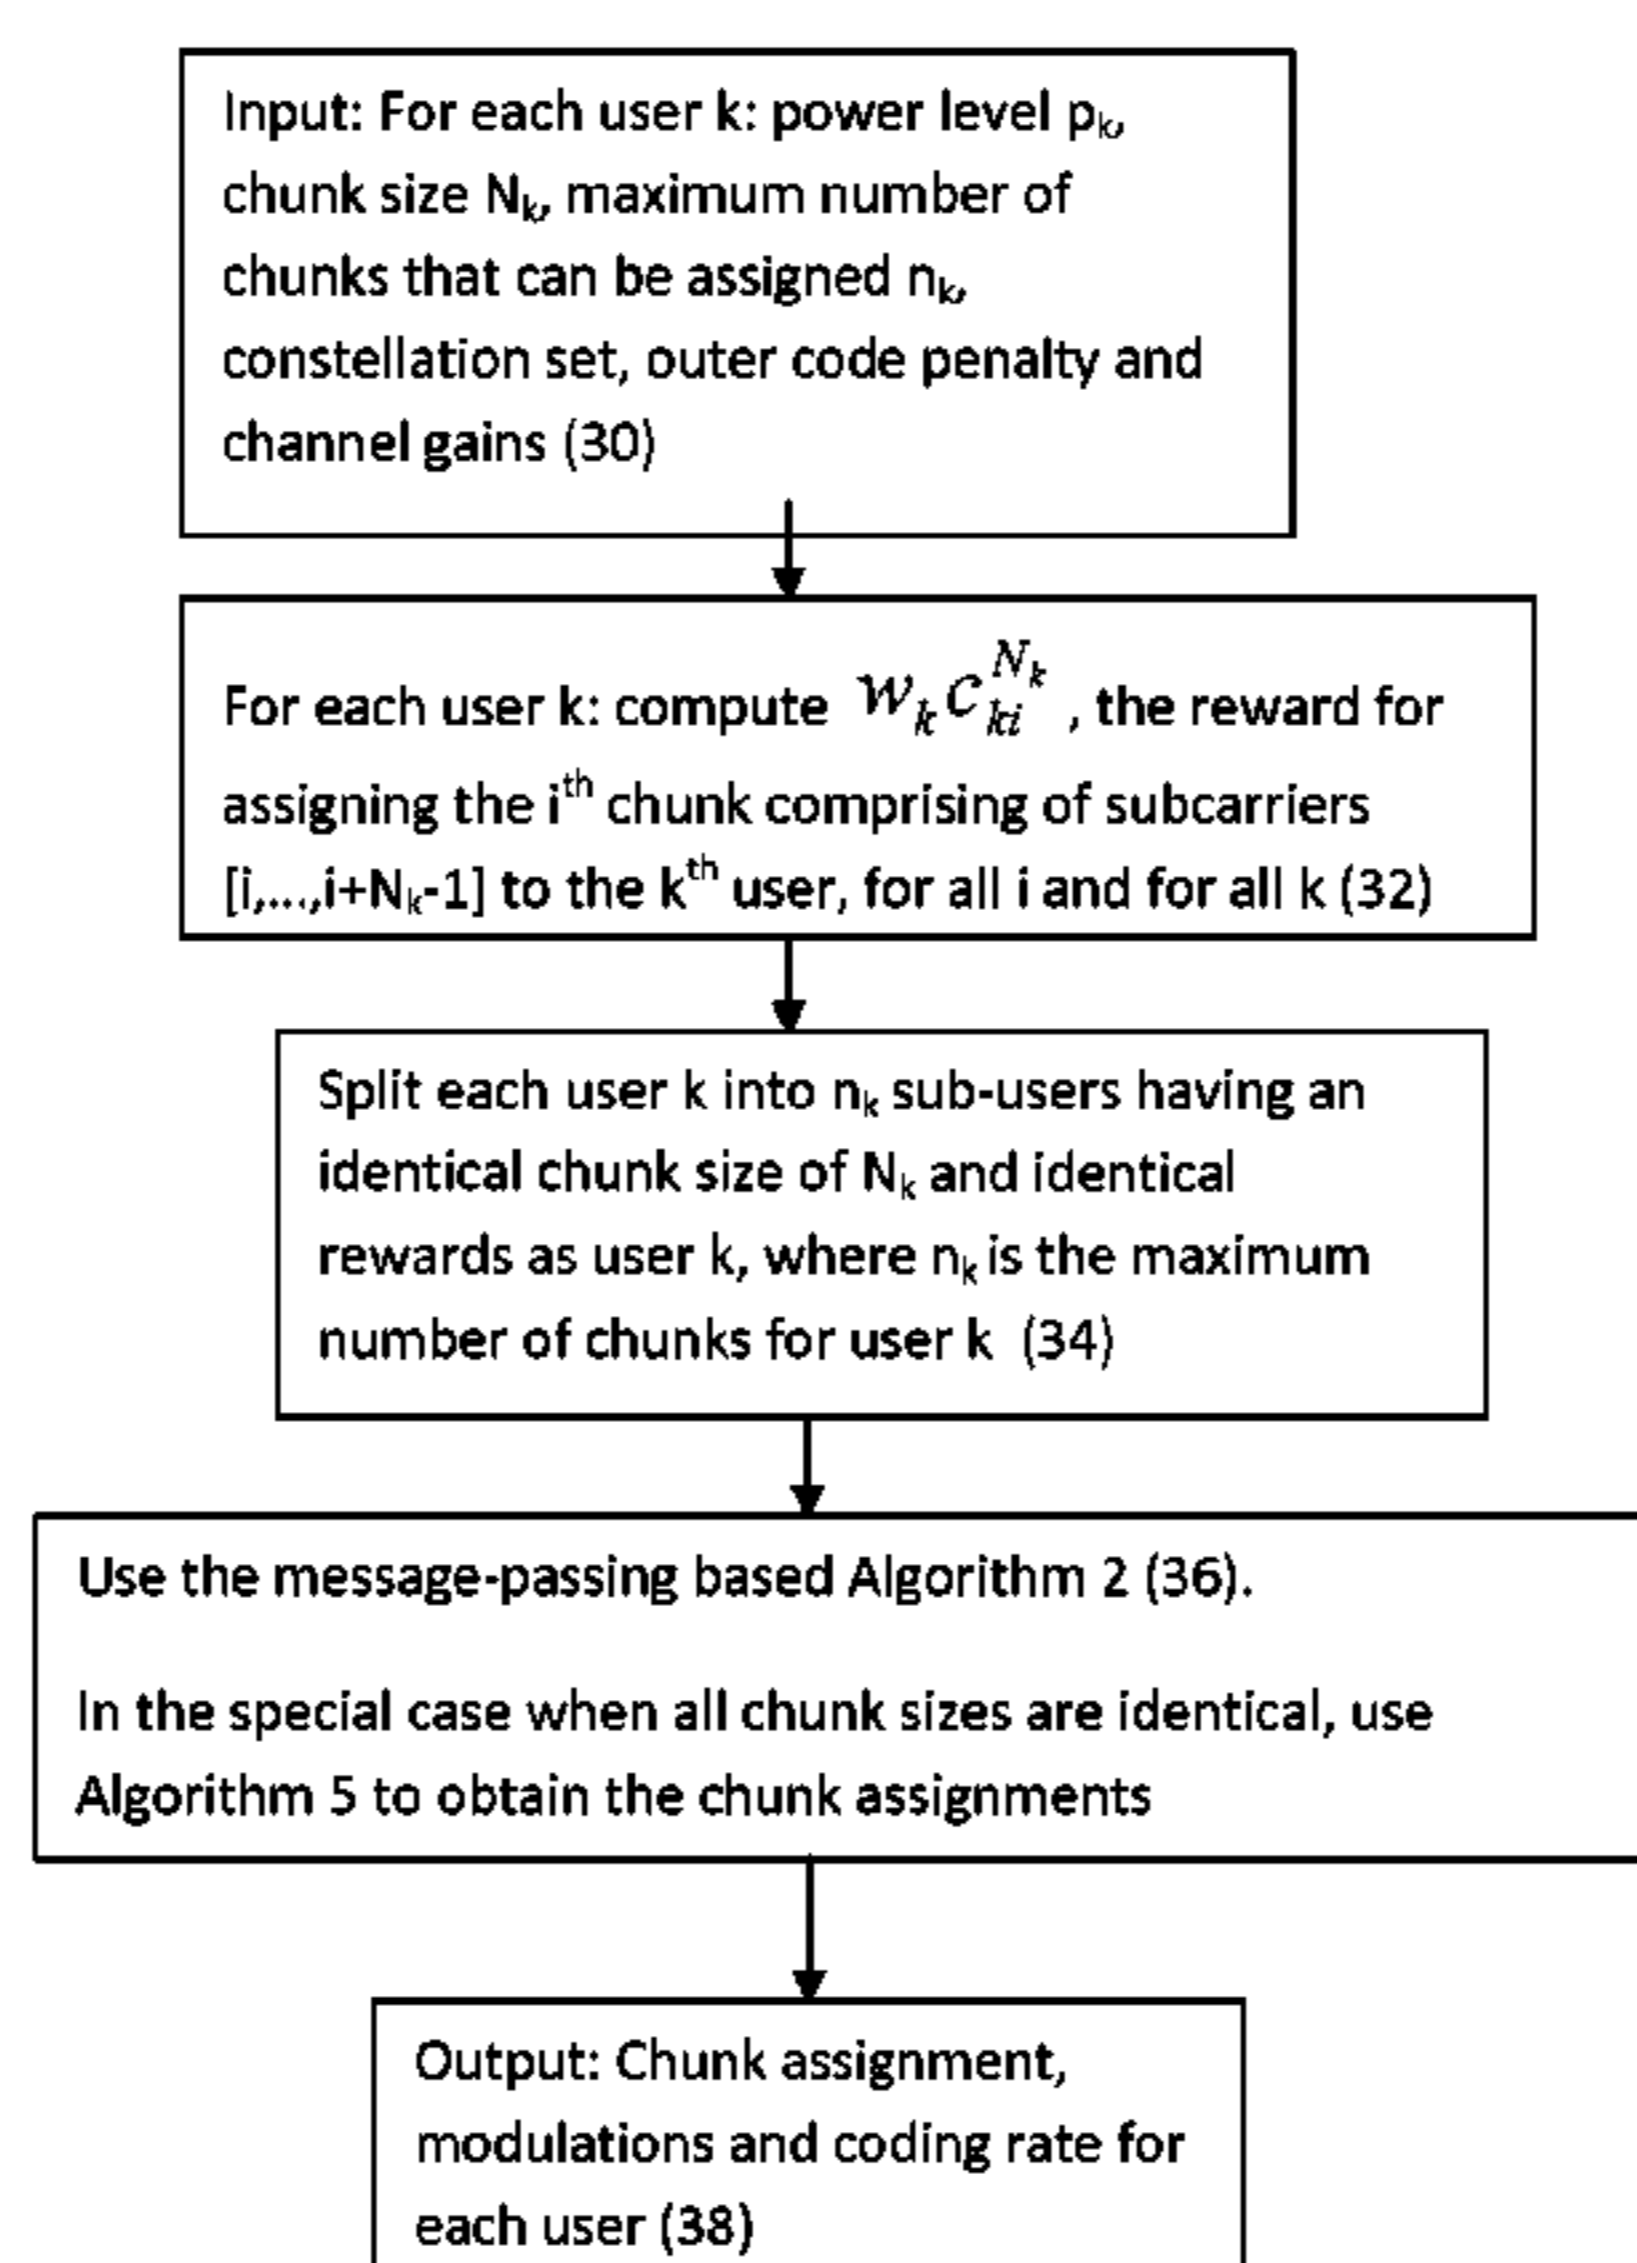 Input: For each user k: power level pₖ,
chunk size Nₖ, maximum number of
chunks that can be assigned nₖ,
constellation set, outer code penalty and
channel gains (30)
For each user k: compute wₖcₖᵢ^Nₖ, the reward for
assigning the iᵗʰ chunk comprising of subcarriers
[i,...,i+Nₖ-1] to the kᵗʰ user, for all i and for all k (32)
Split each user k into nₖ sub-users having an
identical chunk size of Nₖ and identical
rewards as user k, where nₖ is the maximum
number of chunks for user k (34)
Use the message-passing based Algorithm 2 (36).
In the special case when all chunk sizes are identical, use
Algorithm 5 to obtain the chunk assignments
Output: Chunk assignment,
modulations and coding rate for
each user (38)